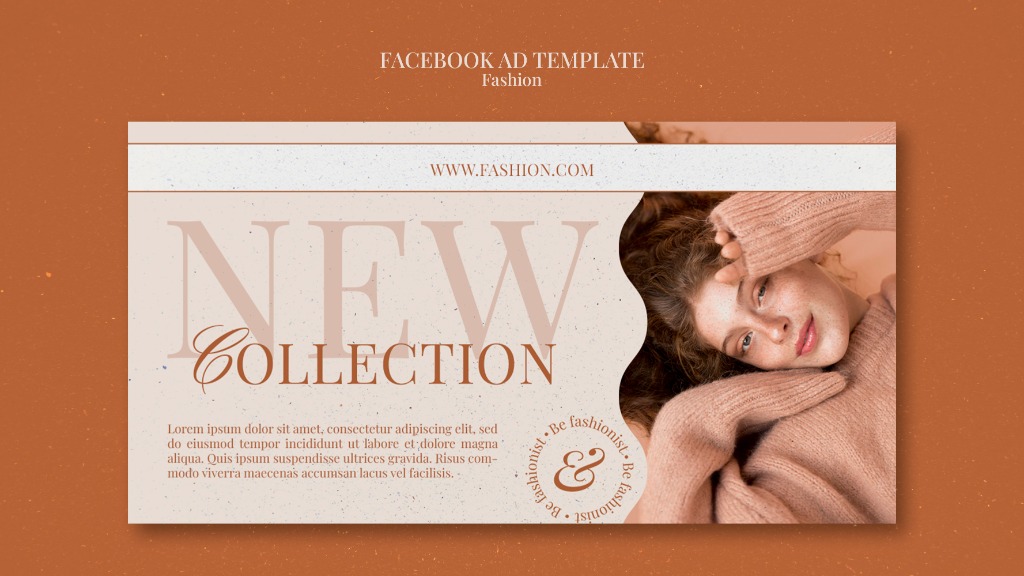 FACEBOOK AD TEMPLATE
Fashion
WWW.FASHION.COM
NEW
COLLECTION
Lorem ipsum dolor sit amet, consectetur adipiscing elit, sed
do eiusmod tempor incididunt ut labore et dolore magna
aliqua. Quis ipsum suspendisse ultrices gravida. Risus com-
modo viverra maecenas accumsan lacus vel facilisis.
Be fashionist • Be fashionist • Be fashionist •
&